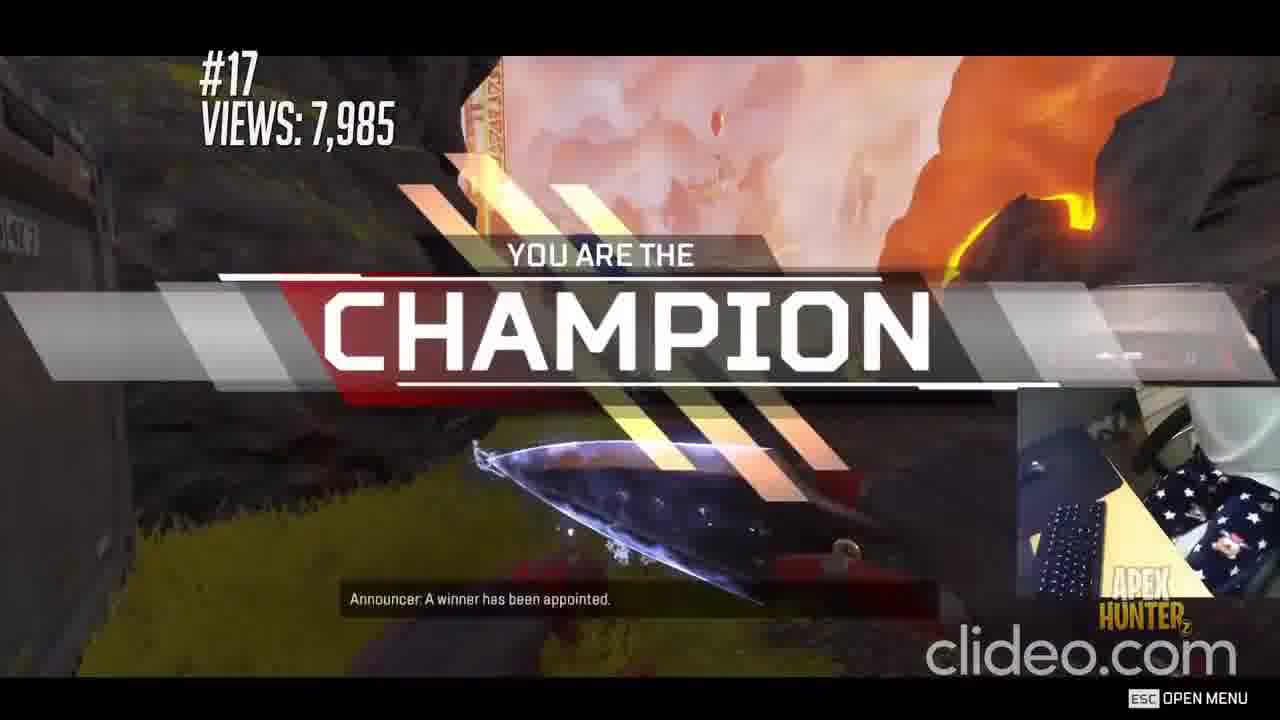 #17
VIEWS: 7,985
YOU ARE THE
CHAMPION
Announcer: A winner has been appointed.
APEX
HUNTERZ
clideo.com
ESC OPEN MENU